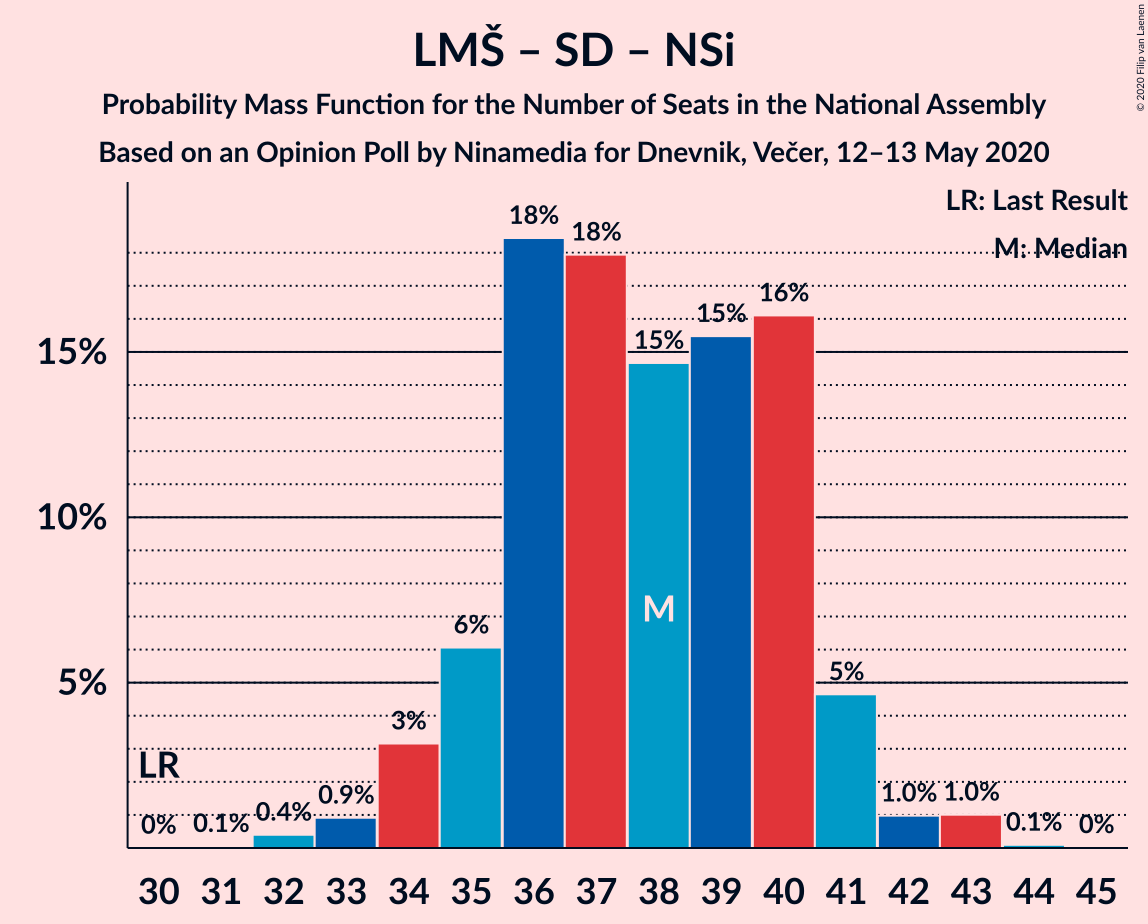 LMŠ – SD – NSi
Probability Mass Function for the Number of Seats in the National Assembly
Based on an Opinion Poll by Ninamedia for Dnevnik, Večer, 12–13 May 2020
© 2020 Filip van Laenen
LR: Last Result
M: Median
15%
10%
5%
LR
0%
0.1%
0.4%
0.9%
3%
6%
18%
18%
15%
15%
16%
5%
1.0%
1.0%
0.1%
0%
M
30 31 32 33 34 35 36 37 38 39 40 41 42 43 44 45